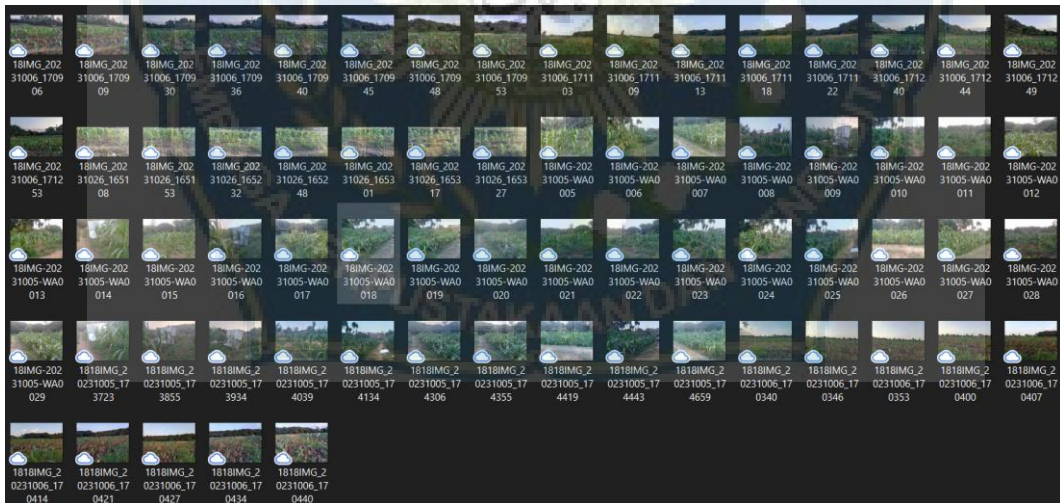 18IMG_202
31006_1709
06
18IMG_202
31006_1709
09
18IMG_202
31006_1709
30
18IMG_202
31006_1709
36
18IMG_202
31006_1709
40
18IMG_202
31006_1709
45
18IMG_202
31006_1709
48
18IMG_202
31006_1709
53
18IMG_202
31006_1711
03
18IMG_202
31006_1711
09
18IMG_202
31006_1711
13
18IMG_202
31006_1711
18
18IMG_202
31006_1711
22
18IMG_202
31006_1712
40
18IMG_202
31006_1712
44
18IMG_202
31006_1712
49
18IMG_202
31006_1712
53
18IMG_202
31026_1651
08
18IMG_202
31026_1651
53
18IMG_202
31026_1652
32
18IMG_202
31026_1652
48
18IMG_202
31026_1653
01
18IMG_202
31026_1653
17
18IMG_202
31026_1653
27
18IMG-202
31005-WA0
005
18IMG-202
31005-WA0
006
18IMG-202
31005-WA0
007
18IMG-202
31005-WA0
008
18IMG-202
31005-WA0
009
18IMG-202
31005-WA0
010
18IMG-202
31005-WA0
011
18IMG-202
31005-WA0
012
18IMG-202
31005-WA0
013
18IMG-202
31005-WA0
014
18IMG-202
31005-WA0
015
18IMG-202
31005-WA0
016
18IMG-202
31005-WA0
017
18IMG-202
31005-WA0
018
18IMG-202
31005-WA0
019
18IMG-202
31005-WA0
020
18IMG-202
31005-WA0
021
18IMG-202
31005-WA0
022
18IMG-202
31005-WA0
023
18IMG-202
31005-WA0
024
18IMG-202
31005-WA0
025
18IMG-202
31005-WA0
026
18IMG-202
31005-WA0
027
18IMG-202
31005-WA0
028
18IMG-202
31005-WA0
029
1818IMG_2
0231005_17
3723
1818IMG_2
0231005_17
3855
1818IMG_2
0231005_17
3934
1818IMG_2
0231005_17
4039
1818IMG_2
0231005_17
4134
1818IMG_2
0231005_17
4306
1818IMG_2
0231005_17
4355
1818IMG_2
0231005_17
4419
1818IMG_2
0231005_17
4443
1818IMG_2
0231005_17
4659
1818IMG_2
0231006_17
0340
1818IMG_2
0231006_17
0346
1818IMG_2
0231006_17
0353
1818IMG_2
0231006_17
0400
1818IMG_2
0231006_17
0407
1818IMG_2
0231006_17
0414
1818IMG_2
0231006_17
0421
1818IMG_2
0231006_17
0427
1818IMG_2
0231006_17
0434
1818IMG_2
0231006_17
0440